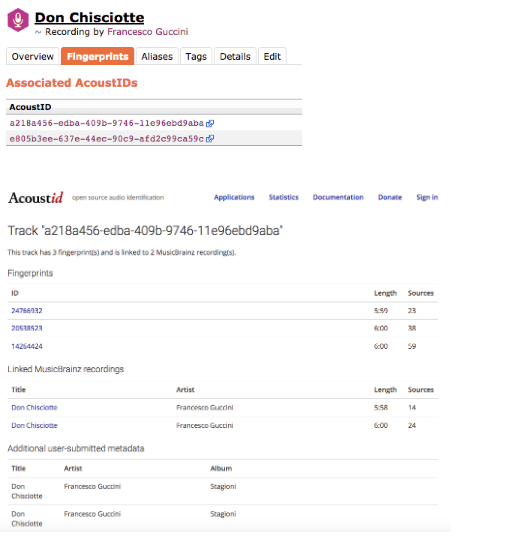 Don Chisciotte
~ Recording by Francesco Guccini
Overview Fingerprints Aliases Tags Details Edit
Associated AcoustIDs
AcoustID
a218a456-edba-409b-9746-11e96ebd9aba
e805b3ee-637e-44ec-90c9-afd2c99ca59c
Acoustid open source audio identification Applications Statistics Documentation Donate Sign in
Track "a218a456-edba-409b-9746-11e96ebd9aba"
This track has 3 fingerprint(s) and is linked to 2 MusicBrainz recording(s).
Fingerprints
ID Length Sources
24766932 5:59 23
20538523 6:00 38
14264424 6:00 59
Linked MusicBrainz recordings
Title Artist Length Sources
Don Chisciotte Francesco Guccini 5:58 14
Don Chisciotte Francesco Guccini 6:00 24
Additional user-submitted metadata
Title Artist Album
Don Francesco Guccini Stagioni
Chisciotte
Don Francesco Guccini Stagioni
Chisciotte